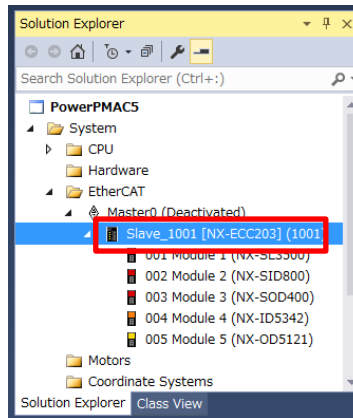 Solution Explorer
Search Solution Explorer (Ctrl+:)
PowerPMAC5
System
CPU
Hardware
EtherCAT
Master0 (Deactivated)
Slave_1001 [NX-ECC203] (1001)
001 Module 1 (NX-SL3500)
002 Module 2 (NX-SID800)
003 Module 3 (NX-SOD400)
004 Module 4 (NX-ID5342)
005 Module 5 (NX-OD5121)
Motors
Coordinate Systems
Solution Explorer Class View